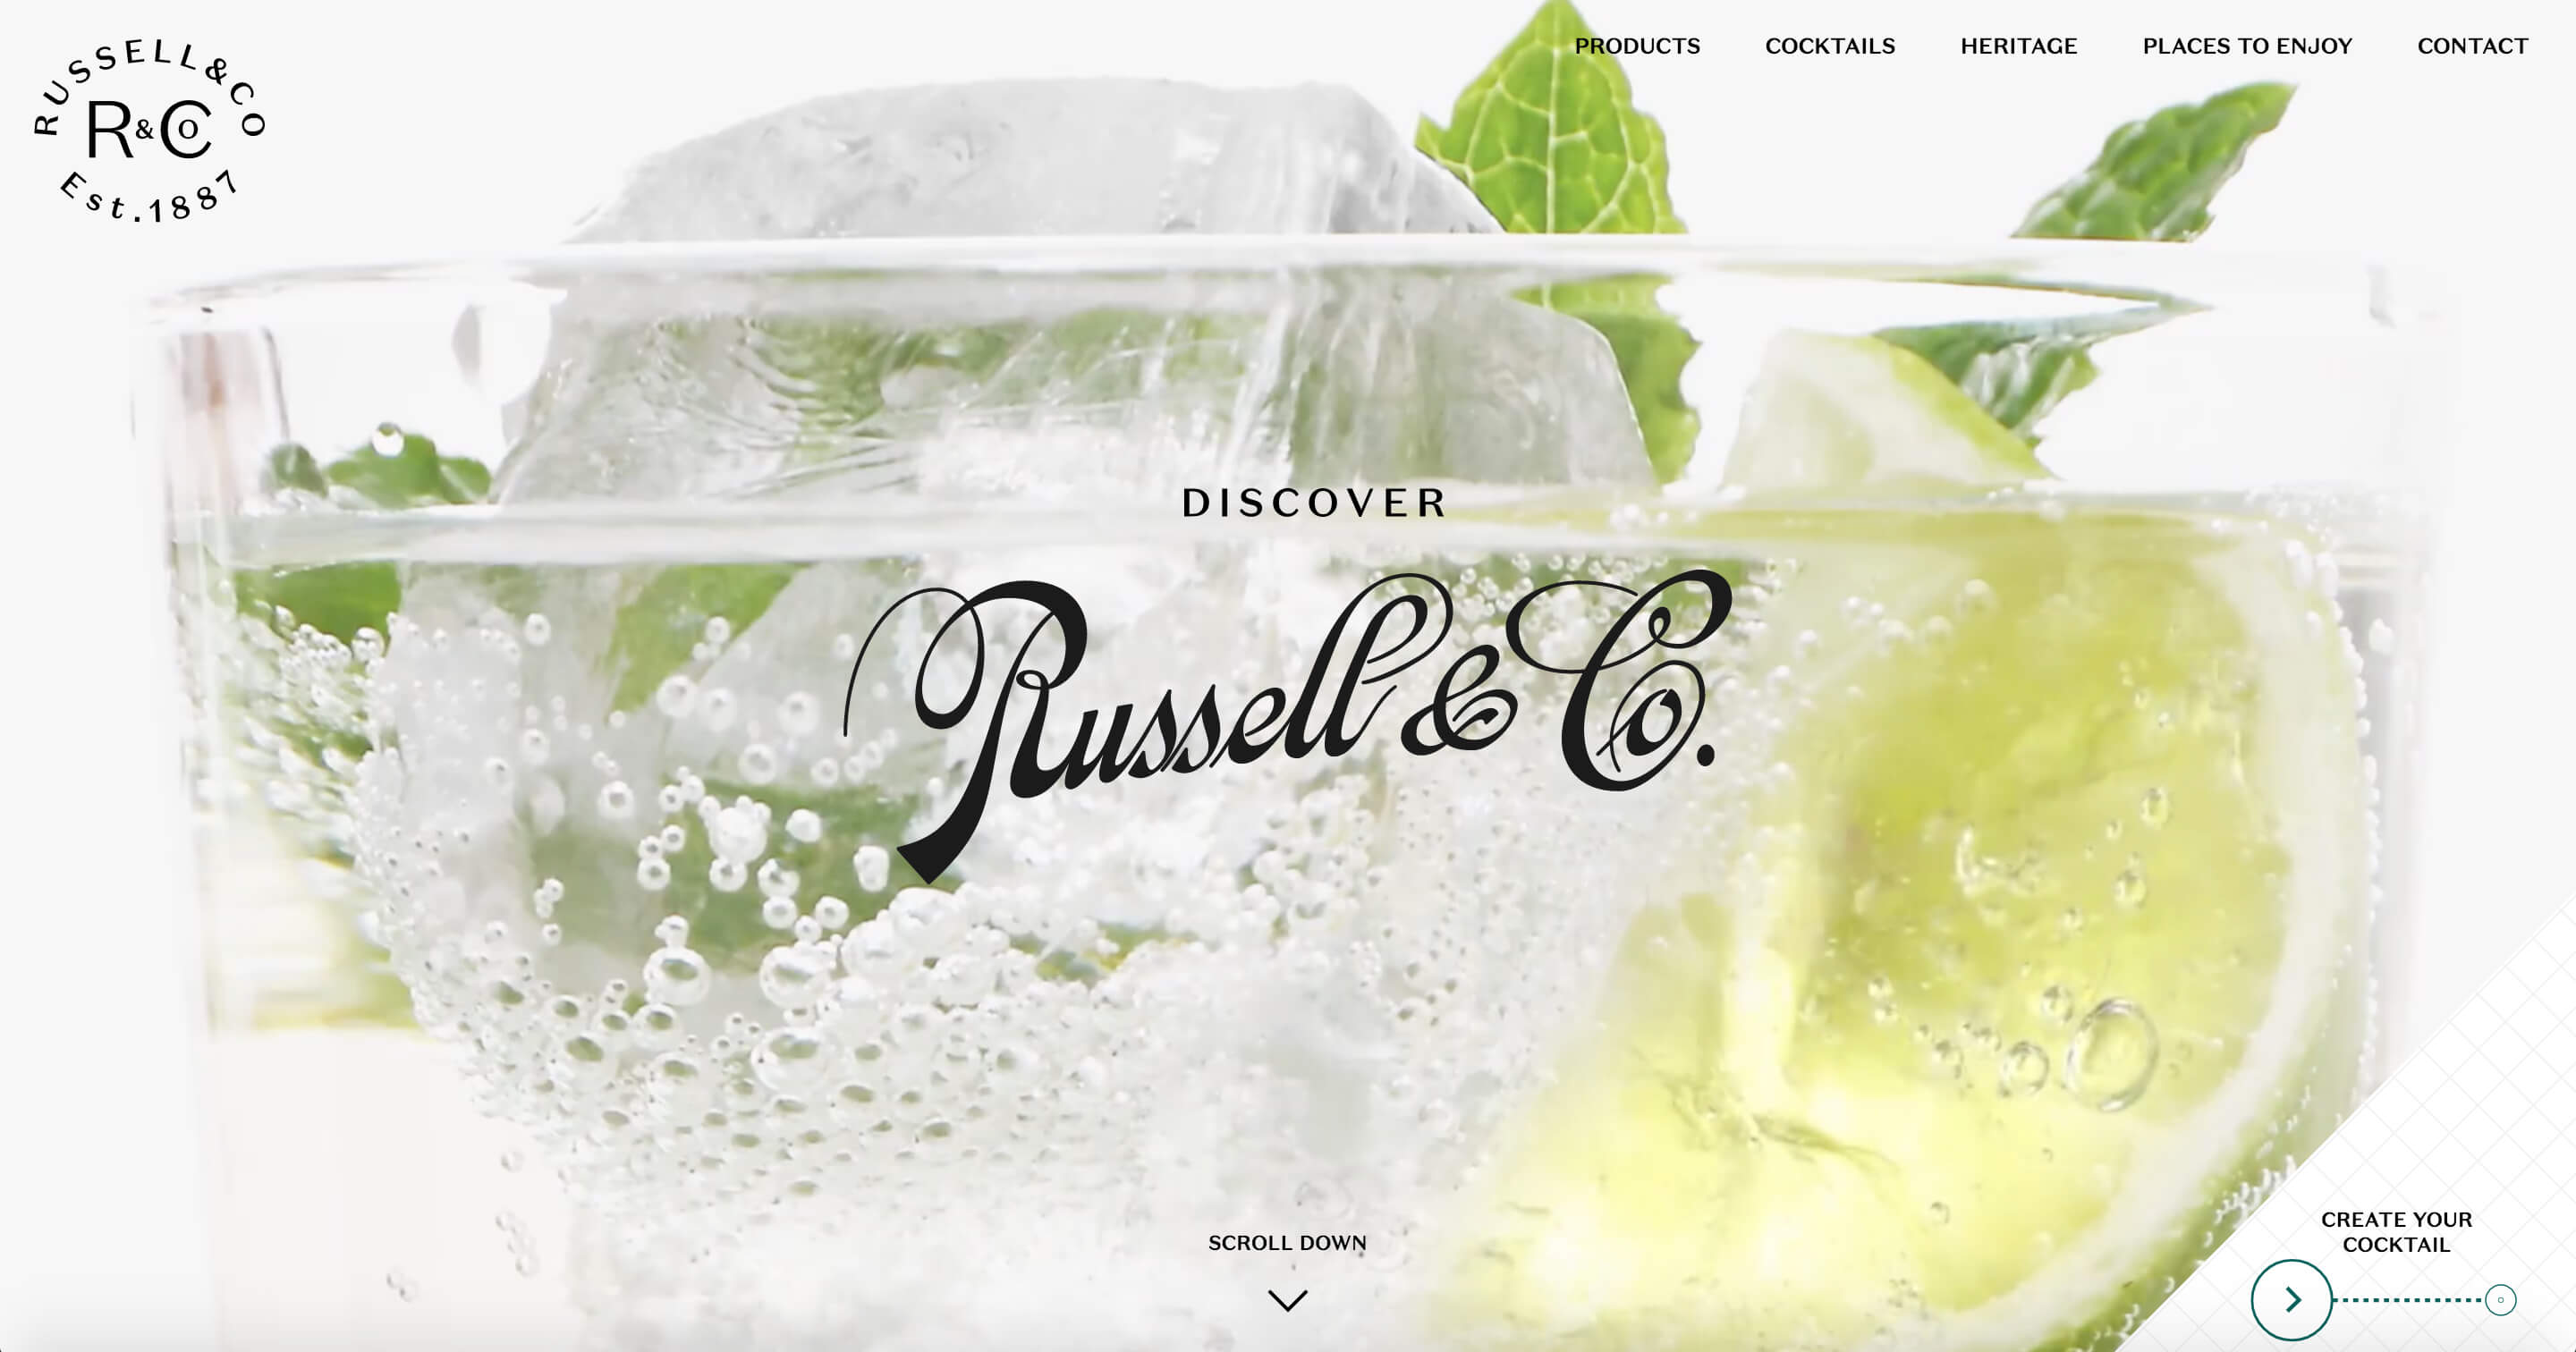 RUSSELL&CO
R&Co
Est.1887
PRODUCTS COCKTAILS HERITAGE PLACES TO ENJOY CONTACT
DISCOVER
Russell & Co.
SCROLL DOWN
CREATE YOUR
COCKTAIL